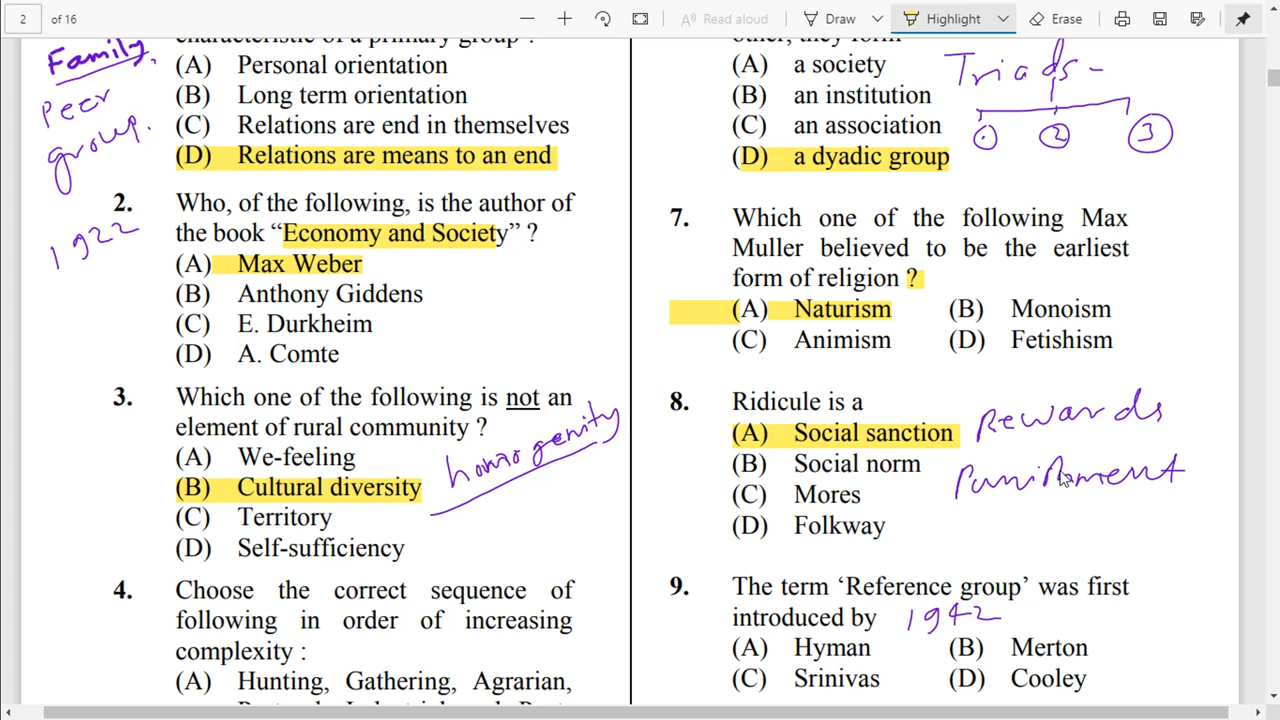 2 of 16 Read aloud Draw Highlight Erase
characteristic of a primary group ?
(A) Personal orientation
(B) Long term orientation
(C) Relations are end in themselves
(D) Relations are means to an end
Family,
Peer
group.
2. Who, of the following, is the author of
the book “Economy and Society” ?
1922
(A) Max Weber
(B) Anthony Giddens
(C) E. Durkheim
(D) A. Comte
3. Which one of the following is not an
element of rural community ?
(A) We-feeling
(B) Cultural diversity
homogenity
(C) Territory
(D) Self-sufficiency
4. Choose the correct sequence of
following in order of increasing
complexity :
(A) Hunting, Gathering, Agrarian,
other, they form
(A) a society
(B) an institution
(C) an association
(D) a dyadic group
Triads -
1 2 3
7. Which one of the following Max
Muller believed to be the earliest
form of religion ?
(A) Naturism (B) Monoism
(C) Animism (D) Fetishism
8. Ridicule is a
(A) Social sanction
Rewards
(B) Social norm
Punishment
(C) Mores
(D) Folkway
9. The term ‘Reference group’ was first
introduced by 1942
(A) Hyman (B) Merton
(C) Srinivas (D) Cooley